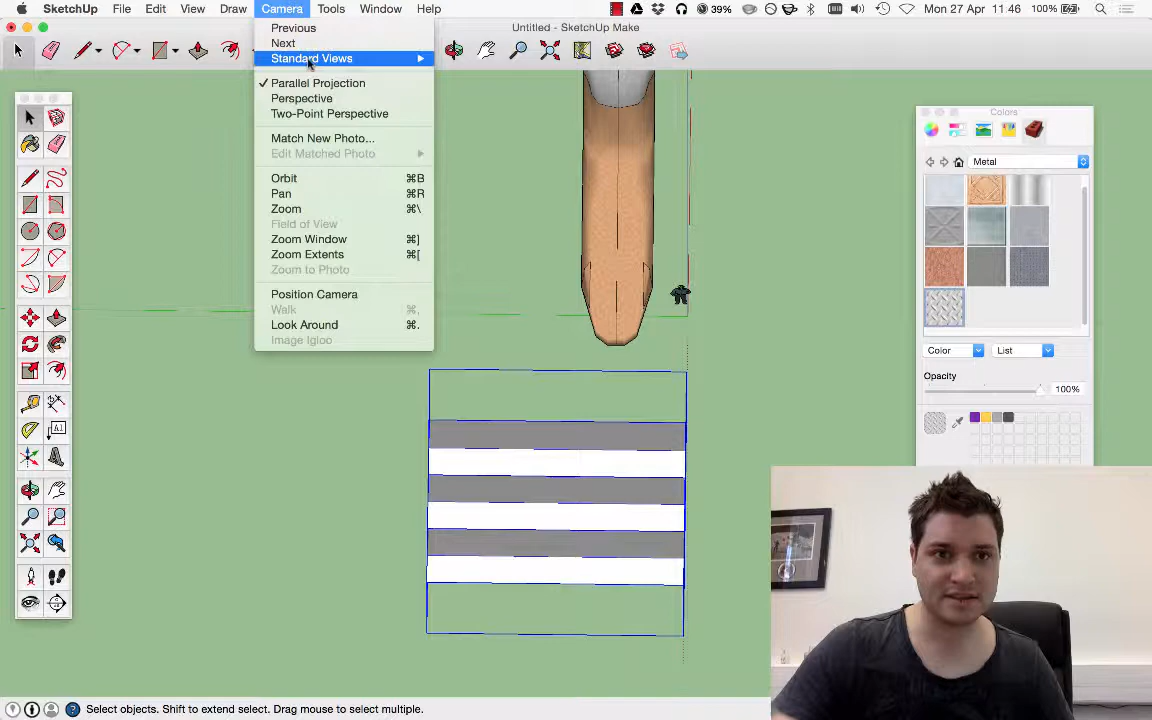 SketchUp File Edit View Draw Camera Tools Window Help 39% Mon 27 Apr 11:46 100%
Untitled - SketchUp Make
Previous
Next
Standard Views
✓ Parallel Projection
Perspective
Two-Point Perspective
Match New Photo...
Edit Matched Photo
Orbit ⌘B
Pan ⌘R
Zoom ⌘\
Field of View
Zoom Window ⌘]
Zoom Extents ⌘[
Zoom to Photo
Position Camera
Walk ⌘,
Look Around ⌘.
Image Igloo
Colors
Metal
Color List
Opacity
100%
A1
Select objects. Shift to extend select. Drag mouse to select multiple.